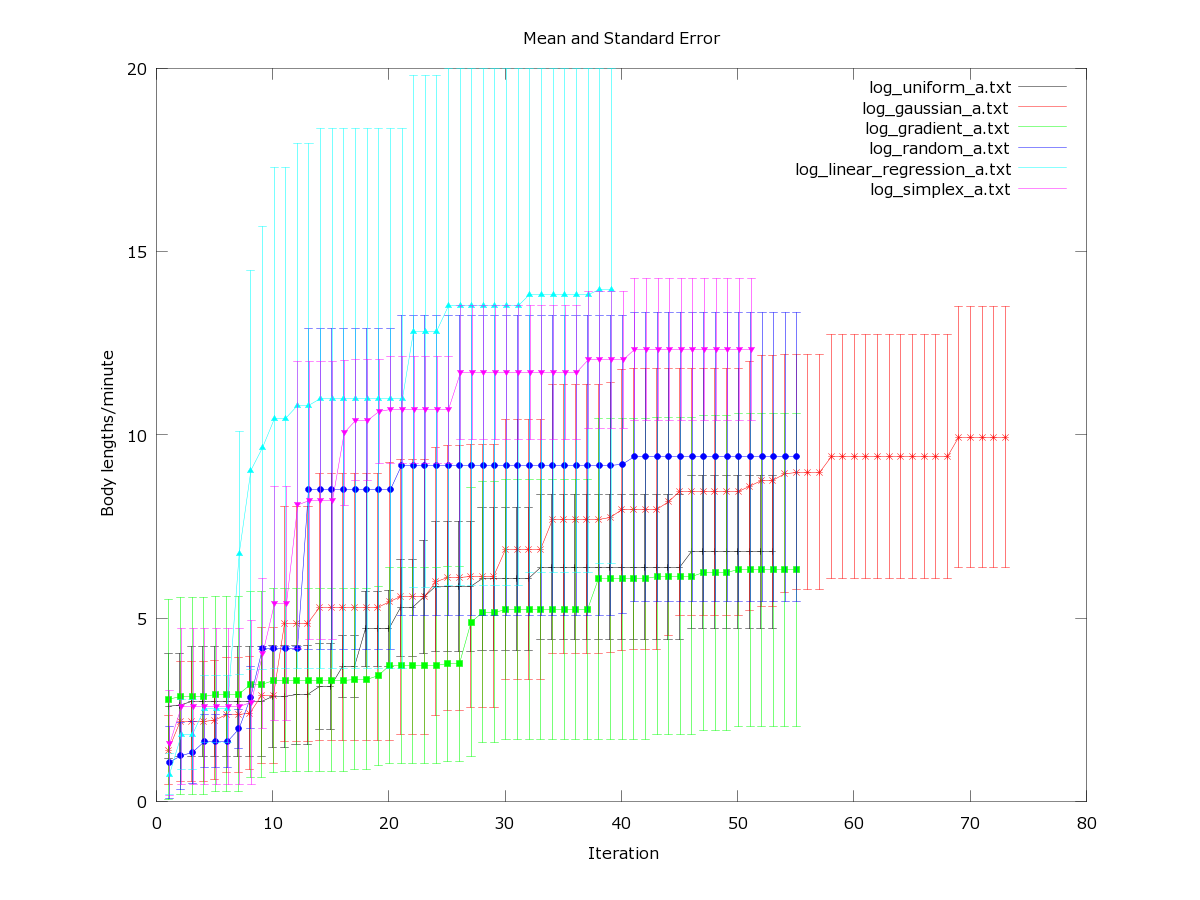 Mean and Standard Error
20
15
10
5
0
Body lengths/minute
log_uniform_a.txt
log_gaussian_a.txt
log_gradient_a.txt
log_random_a.txt
log_linear_regression_a.txt
log_simplex_a.txt
0 10 20 30 40 50 60 70 80
Iteration